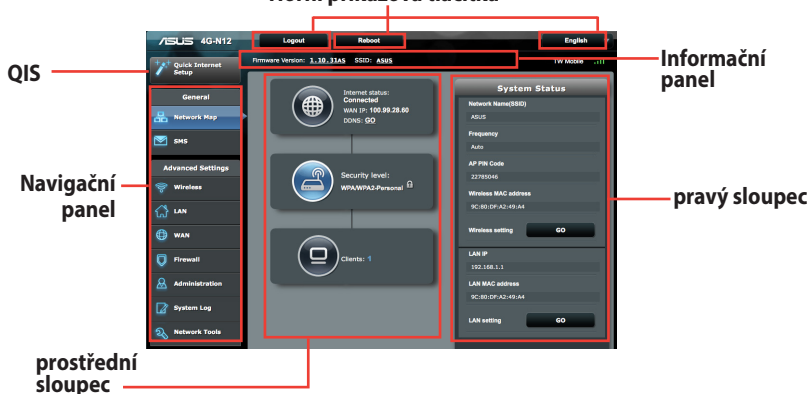 ASUS 4G-N12
Logout
Reboot
English
QIS
Quick Internet
Setup
Firmware Version: 1.10.31AS SSID: ASUS
TW Mobile
Informační
panel
General
Network Map
SMS
Advanced Settings
Wireless
LAN
WAN
Firewall
Administration
System Log
Network Tools
Navigační
panel
Internet status:
Connected
WAN IP: 100.99.28.60
DDNS: GO
Security level:
WPA/WPA2-Personal
Clients: 1
System Status
Network Name(SSID)
ASUS
Frequency
Auto
AP PIN Code
22785046
Wireless MAC address
9C:80:DF:A2:49:A4
Wireless setting GO
LAN IP
192.168.1.1
LAN MAC address
9C:80:DF:A2:49:A4
LAN setting GO
pravý sloupec
prostřední
sloupec